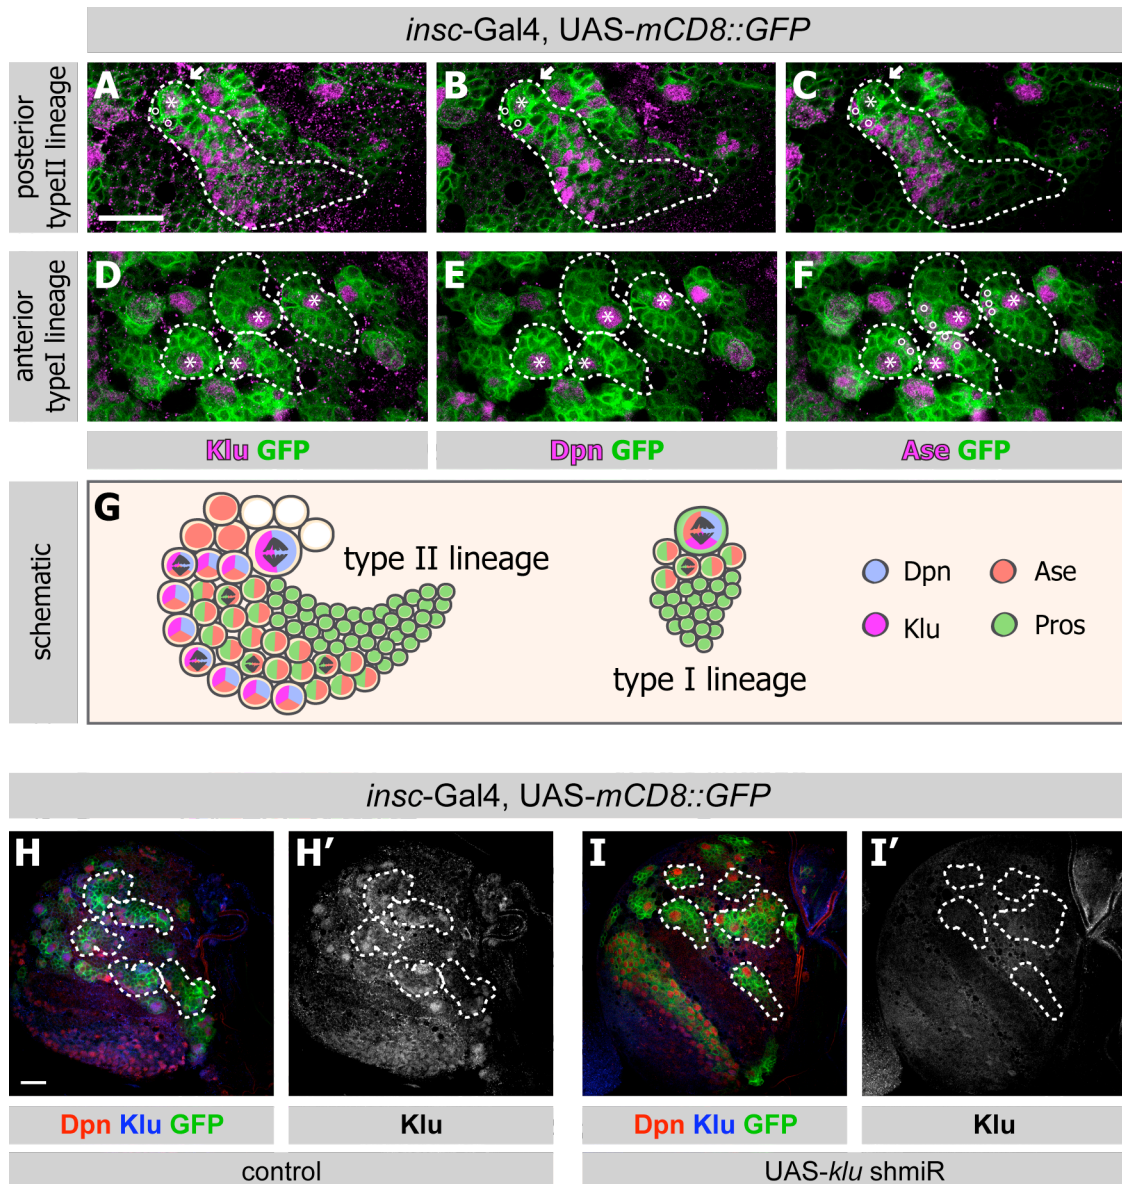 insc-Gal4, UAS-mCD8::GFP
posterior
typeII lineage
A
*
B
*
C
*
anterior
typeI lineage
D
*
*
*
*
E
*
*
*
*
F
*
*
*
*
Klu GFP
Dpn GFP
Ase GFP
schematic
G
type II lineage
type I lineage
Dpn
Ase
Klu
Pros
insc-Gal4, UAS-mCD8::GFP
H
H’
I
I’
Dpn Klu GFP
Klu
Dpn Klu GFP
Klu
control
UAS-klu shmiR